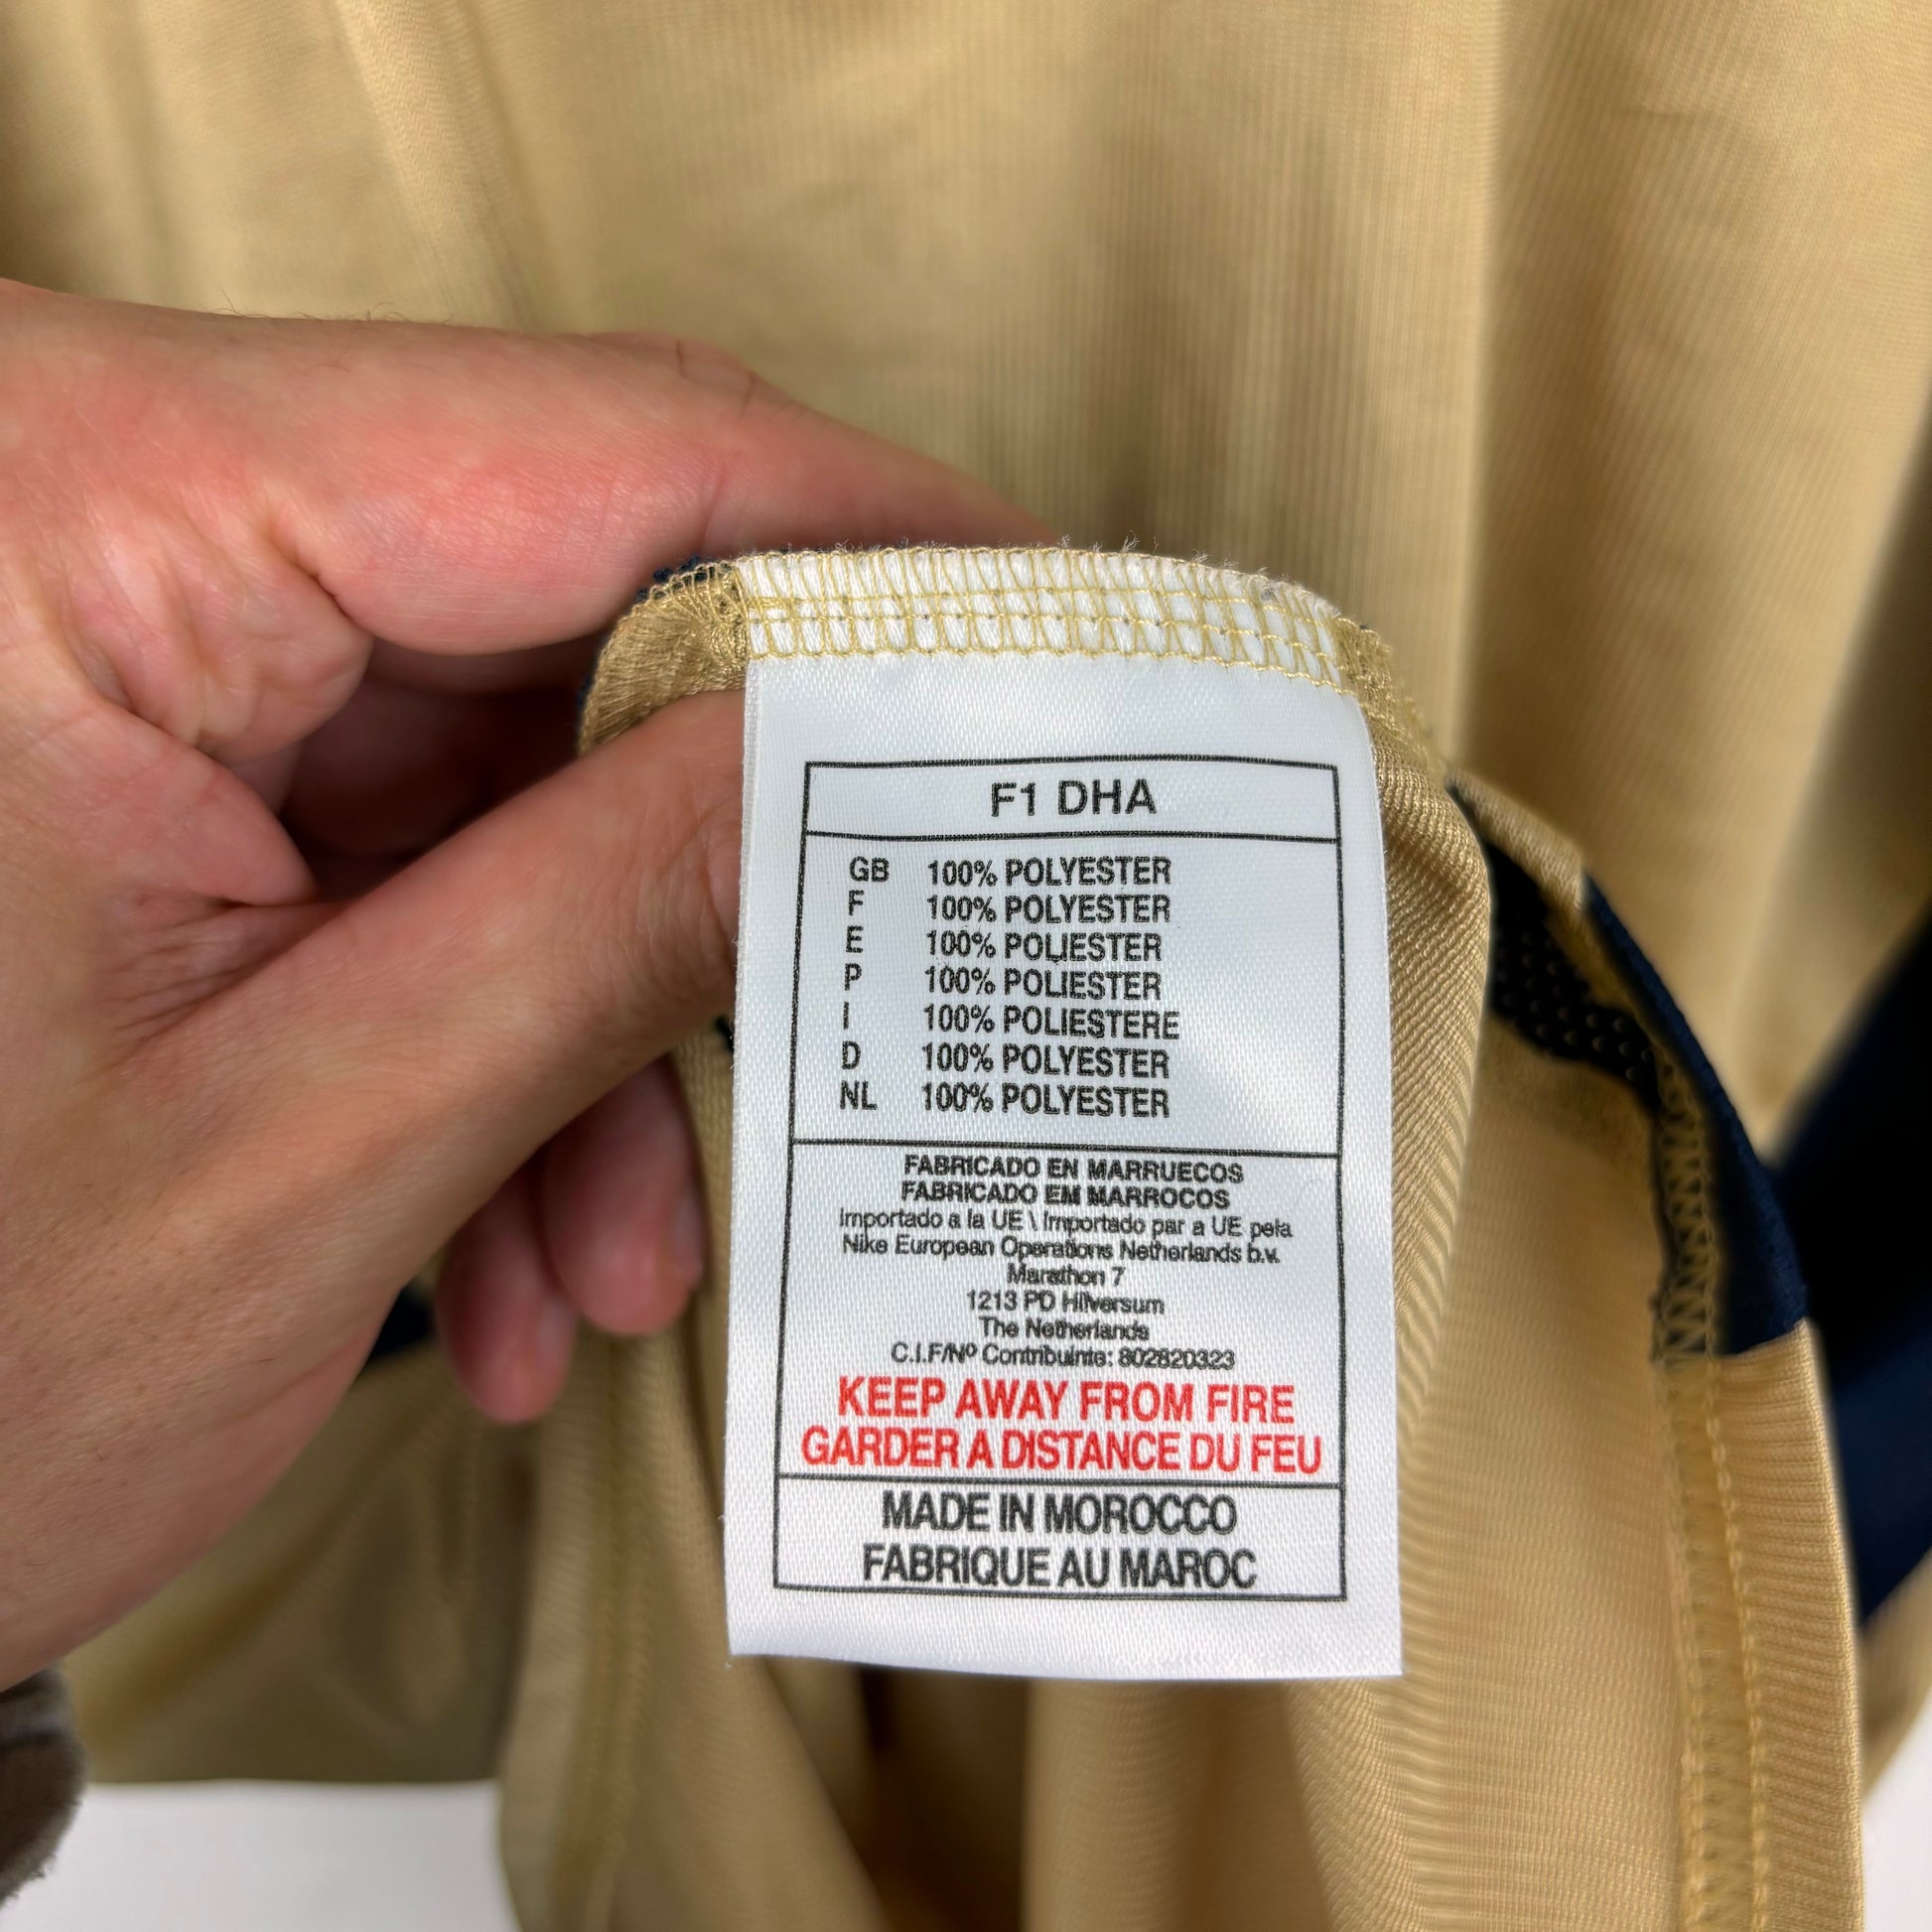 F1 DHA
GB 100% POLYESTER
F 100% POLYESTER
E 100% POLIESTER
P 100% POLIESTER
I 100% POLIESTERE
D 100% POLYESTER
NL 100% POLYESTER
FABRICADO EN MARRUECOS
FABRICADO EM MARROCOS
Importado a la UE \ Importado par a UE pela
Nike European Operations Netherlands b.v.
Marathon 7
1213 PD Hilversum
The Netherlands
C.I.F/Nº Contribuinte: 802820323
KEEP AWAY FROM FIRE
GARDER A DISTANCE DU FEU
MADE IN MOROCCO
FABRIQUE AU MAROC